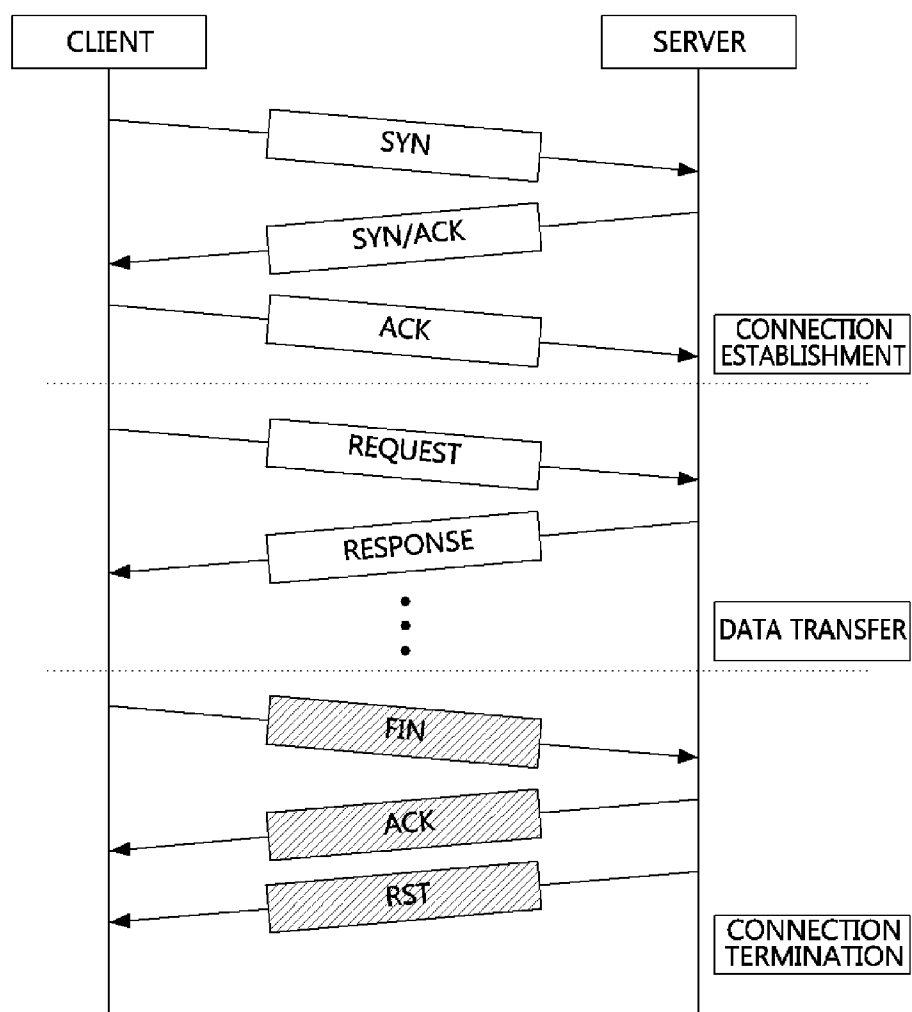 CLIENT
SERVER
SYN
SYN/ACK
ACK
CONNECTION
ESTABLISHMENT
REQUEST
RESPONSE
DATA TRANSFER
FIN
ACK
RST
CONNECTION
TERMINATION